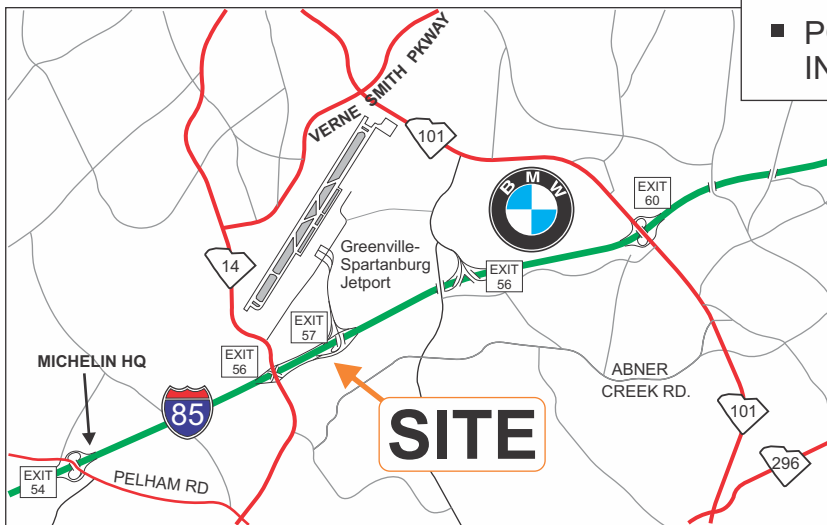 VERNE SMITH PKWAY
101
BMW
EXIT
60
14
Greenville-
Spartanburg
Jetport
EXIT
56
EXIT
57
EXIT
56
MICHELIN HQ
85
SITE
ABNER
CREEK RD.
101
296
EXIT
54
PELHAM RD